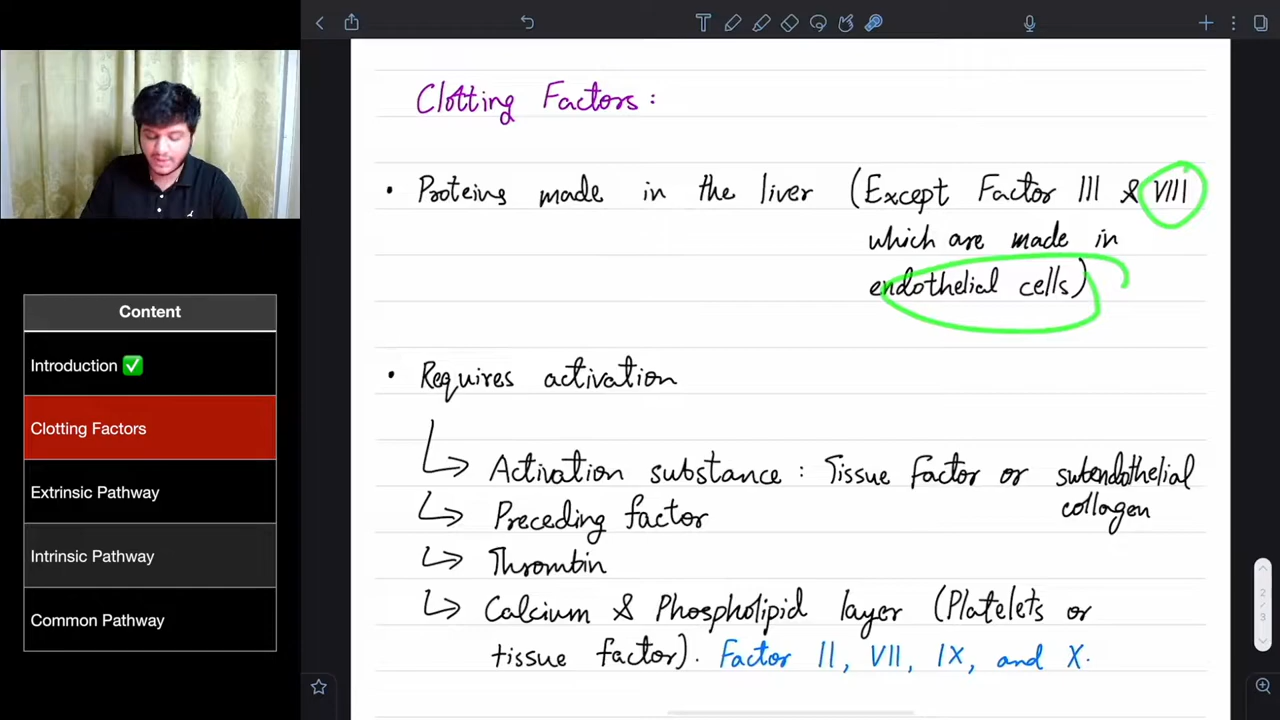 Content
Introduction ✅
Clotting Factors
Extrinsic Pathway
Intrinsic Pathway
Common Pathway
Clotting Factors:
• Proteins made in the liver (Except Factor III & VIII
which are made in
endothelial cells)
• Requires activation
↳ Activation substance: Tissue Factor or subendothelial
collagen
↳ Preceding factor
↳ Thrombin
↳ Calcium & Phospholipid layer (Platelets or
tissue factor). Factor II, VII, IX, and X.
2
/
3